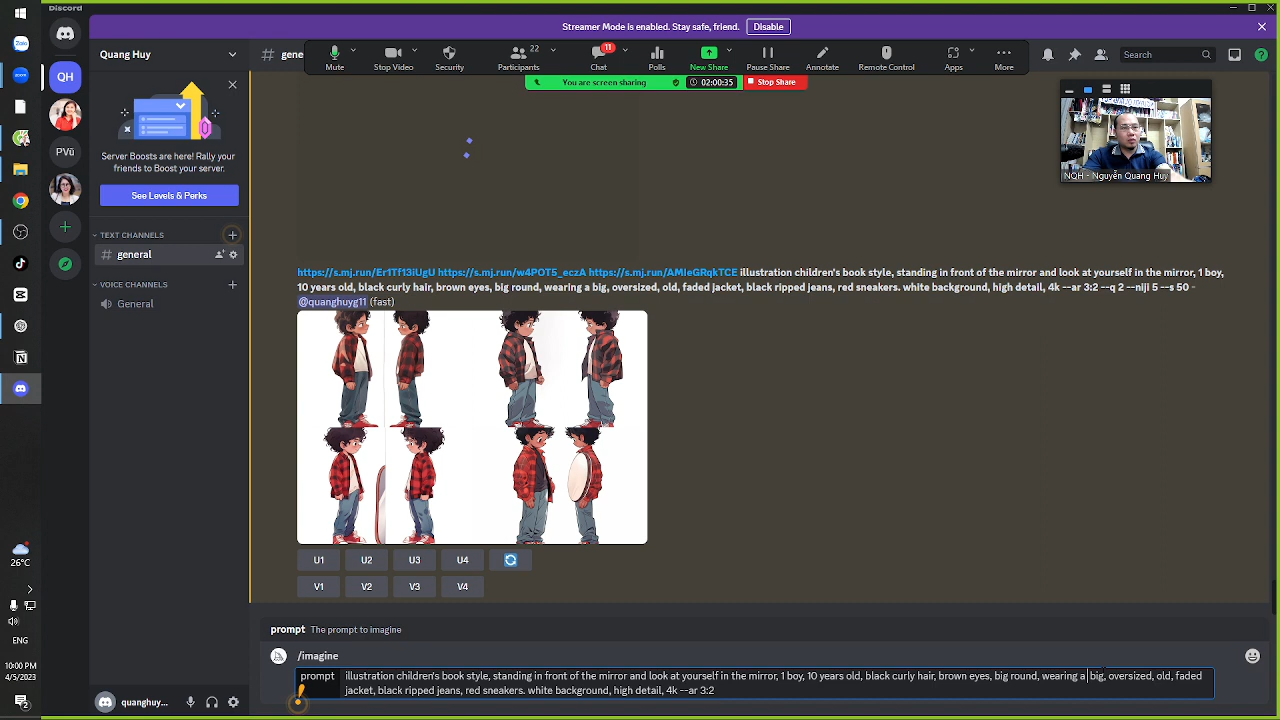 Discord
Streamer Mode is enabled. Stay safe, friend.
Disable
Quang Huy
# gene
Mute
Stop Video
Security
22
Participants
11
Chat
Polls
New Share
Pause Share
Annotate
Remote Control
Apps
More
Search
You are screen sharing
02:00:35
Stop Share
QH
PVũ
Server Boosts are here! Rally your
friends to Boost your server.
See Levels & Perks
TEXT CHANNELS
# general
VOICE CHANNELS
General
NQH - Nguyễn Quang Huy
https://s.mj.run/Er1Tf13iUgU https://s.mj.run/w4POT5_eczA https://s.mj.run/AMIeGRqkTCE illustration children's book style, standing in front of the mirror and look at yourself in the mirror, 1 boy,
10 years old, black curly hair, brown eyes, big round, wearing a big, oversized, old, faded jacket, black ripped jeans, red sneakers. white background, high detail, 4k --ar 3:2 --q 2 --niji 5 --s 50 -
@quanghuyg11 (fast)
U1
U2
U3
U4
V1
V2
V3
V4
prompt The prompt to imagine
/imagine
prompt illustration children's book style, standing in front of the mirror and look at yourself in the mirror, 1 boy, 10 years old, black curly hair, brown eyes, big round, wearing a big, oversized, old, faded
jacket, black ripped jeans, red sneakers. white background, high detail, 4k --ar 3:2
quanghuy...
Zalo
zoom
26°C
ENG
10:00 PM
4/5/2023